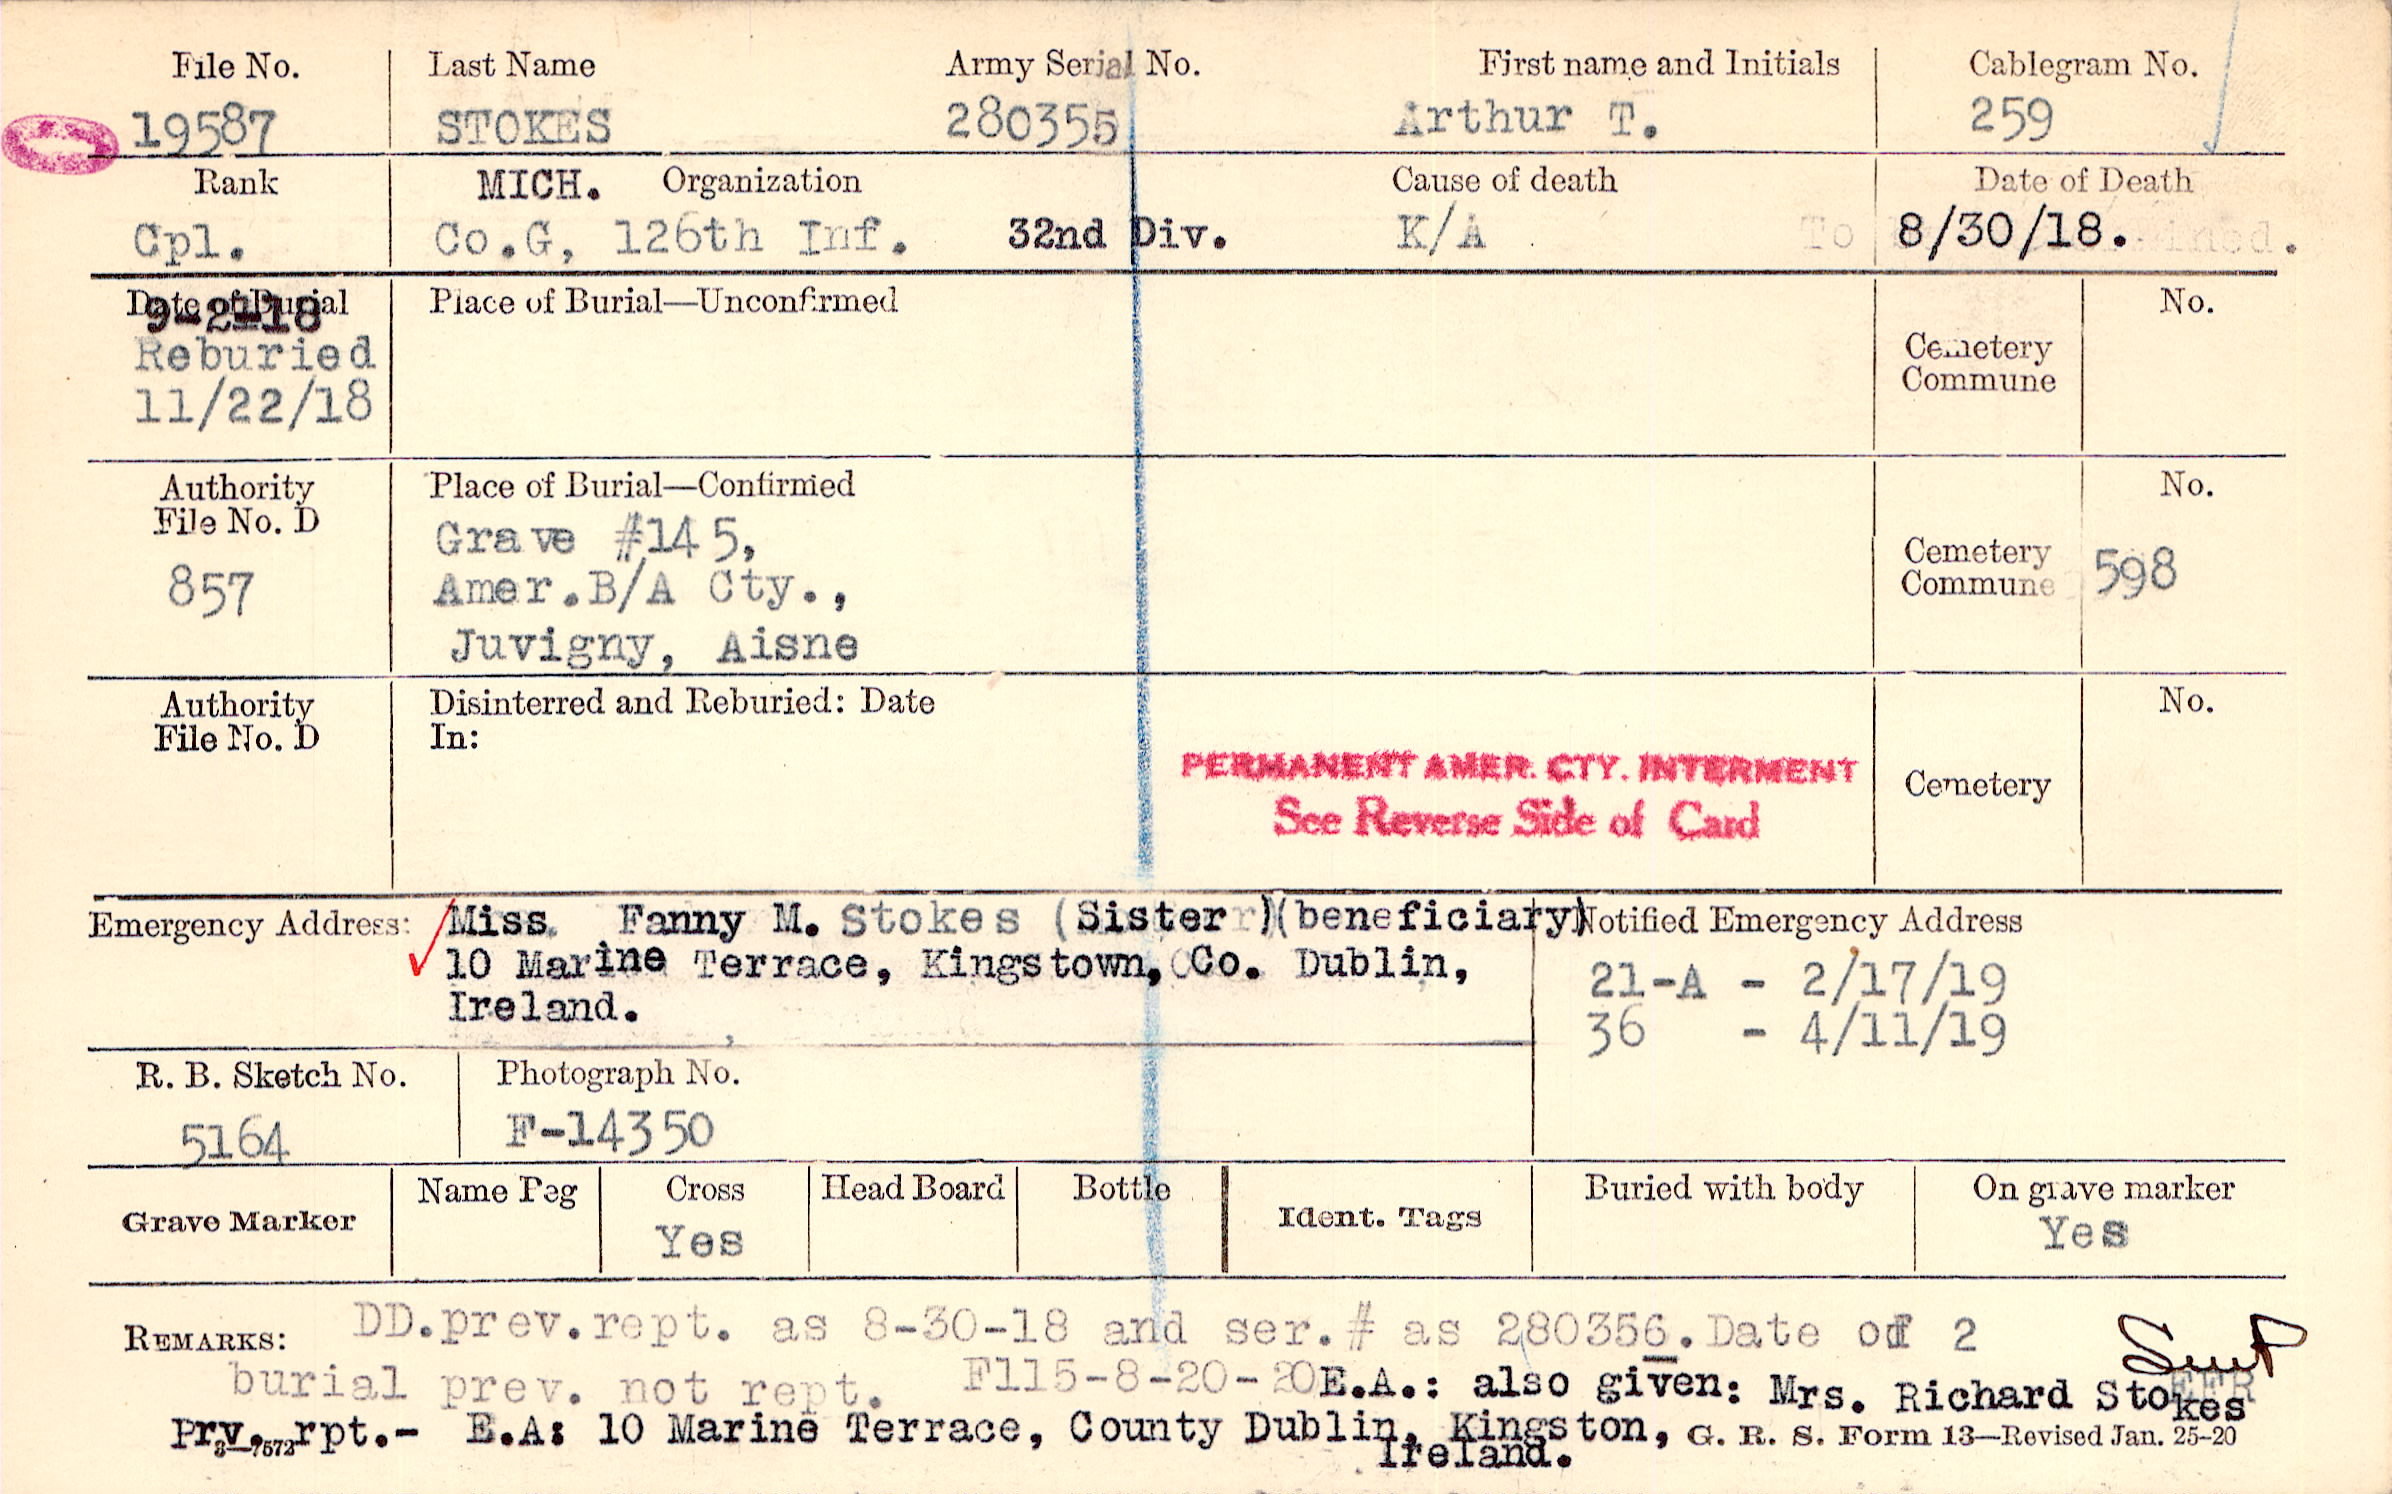 File No. Last Name Army Serial No. First name and Initials Cablegram No.
19587 STOKES 280355 Arthur T. 259
Rank MICH. Organization Cause of death Date of Death
Cpl. Co.G, 126th Inf. 32nd Div. K/A To 8/30/18.
Date of Burial Place of Burial—Unconfirmed No.
9-2-18
Reburied Cemetery
Commune
11/22/18
Authority Place of Burial—Confirmed No.
File No. D
Grave #145,
857 Amer.B/A Cty., Cemetery 598
Commune
Juvigny, Aisne
Authority Disinterred and Reburied: Date No.
File No. D In:
PERMANENT AMER. CTY. INTERMENT
Cemetery
See Reverse Side of Card
Emergency Address: Miss Fanny M. Stokes (Sister)(beneficiary) Notified Emergency Address
10 Marine Terrace, Kingstown, Co. Dublin, 21-A - 2/17/19
Ireland. 36 - 4/11/19
R. B. Sketch No. Photograph No.
5164 F-14350
Grave Marker Name Peg Cross Head Board Bottle Ident. Tags Buried with body On grave marker
Yes Yes
REMARKS: DD.prev.rept. as 8-30-18 and ser.# as 280356. Date of 2
burial prev. not rept. F115-8-20-20 E.A.: also given: Mrs. Richard Stokes
Prv. rpt.- E.A: 10 Marine Terrace, County Dublin, Kingston, G. R. S. Form 13—Revised Jan. 25-20
3—7572 Ireland.